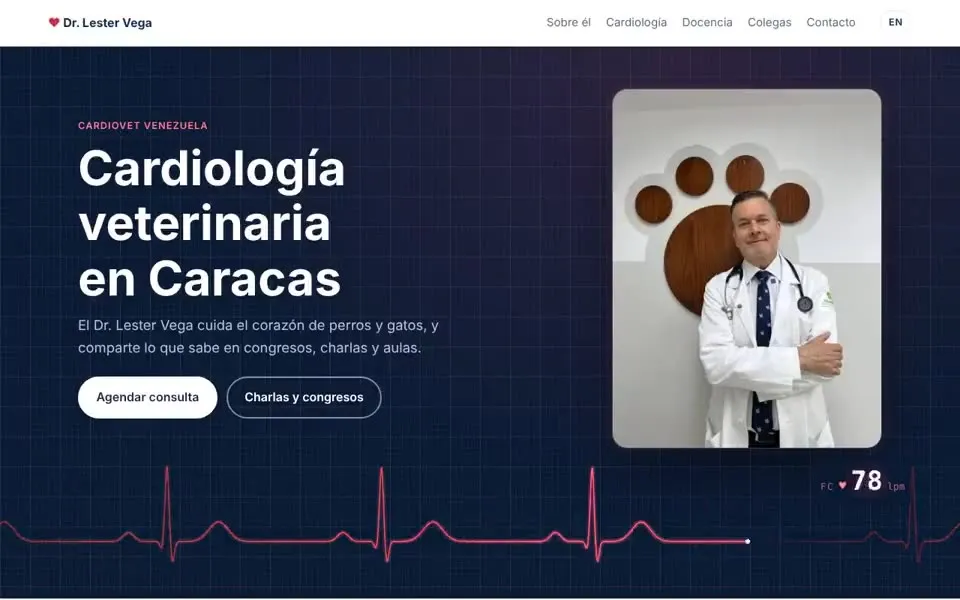 Dr. Lester Vega
Sobre él Cardiología Docencia Colegas Contacto EN
CARDIOVET VENEZUELA
Cardiología
veterinaria
en Caracas
El Dr. Lester Vega cuida el corazón de perros y gatos, y
comparte lo que sabe en congresos, charlas y aulas.
Agendar consulta Charlas y congresos
FC 78 lpm